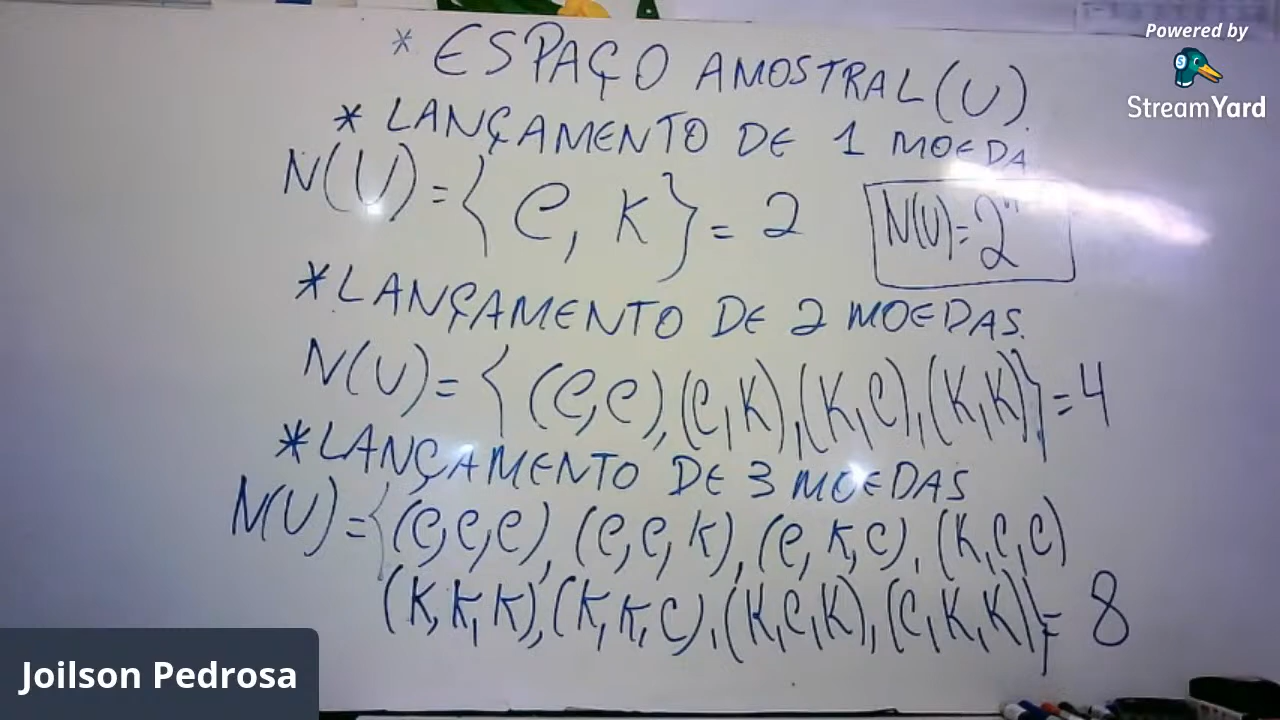 * ESPAÇO AMOSTRAL (U).
* LANÇAMENTO DE 1 MOEDA
N(U) = { C, K } = 2
N(U) = 2ⁿ
* LANÇAMENTO DE 2 MOEDAS.
N(U) = { (C,C), (C,K), (K,C), (K,K) } = 4
* LANÇAMENTO DE 3 MOEDAS
N(U) = { (C,C,C), (C,C,K), (C,K,C), (K,C,C)
(K,K,K), (K,K,C), (K,C,K), (C,K,K) } = 8
Powered by
StreamYard
Joilson Pedrosa